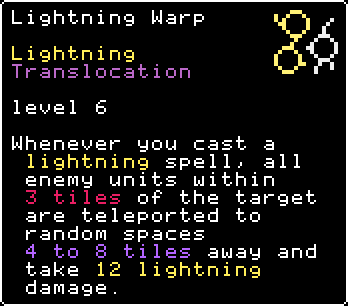 Lightning Warp
Lightning
Translocation
level 6
Whenever you cast a
lightning spell, all
enemy units within
3 tiles of the target
are teleported to
random spaces
4 to 8 tiles away and
take 12 lightning
damage.